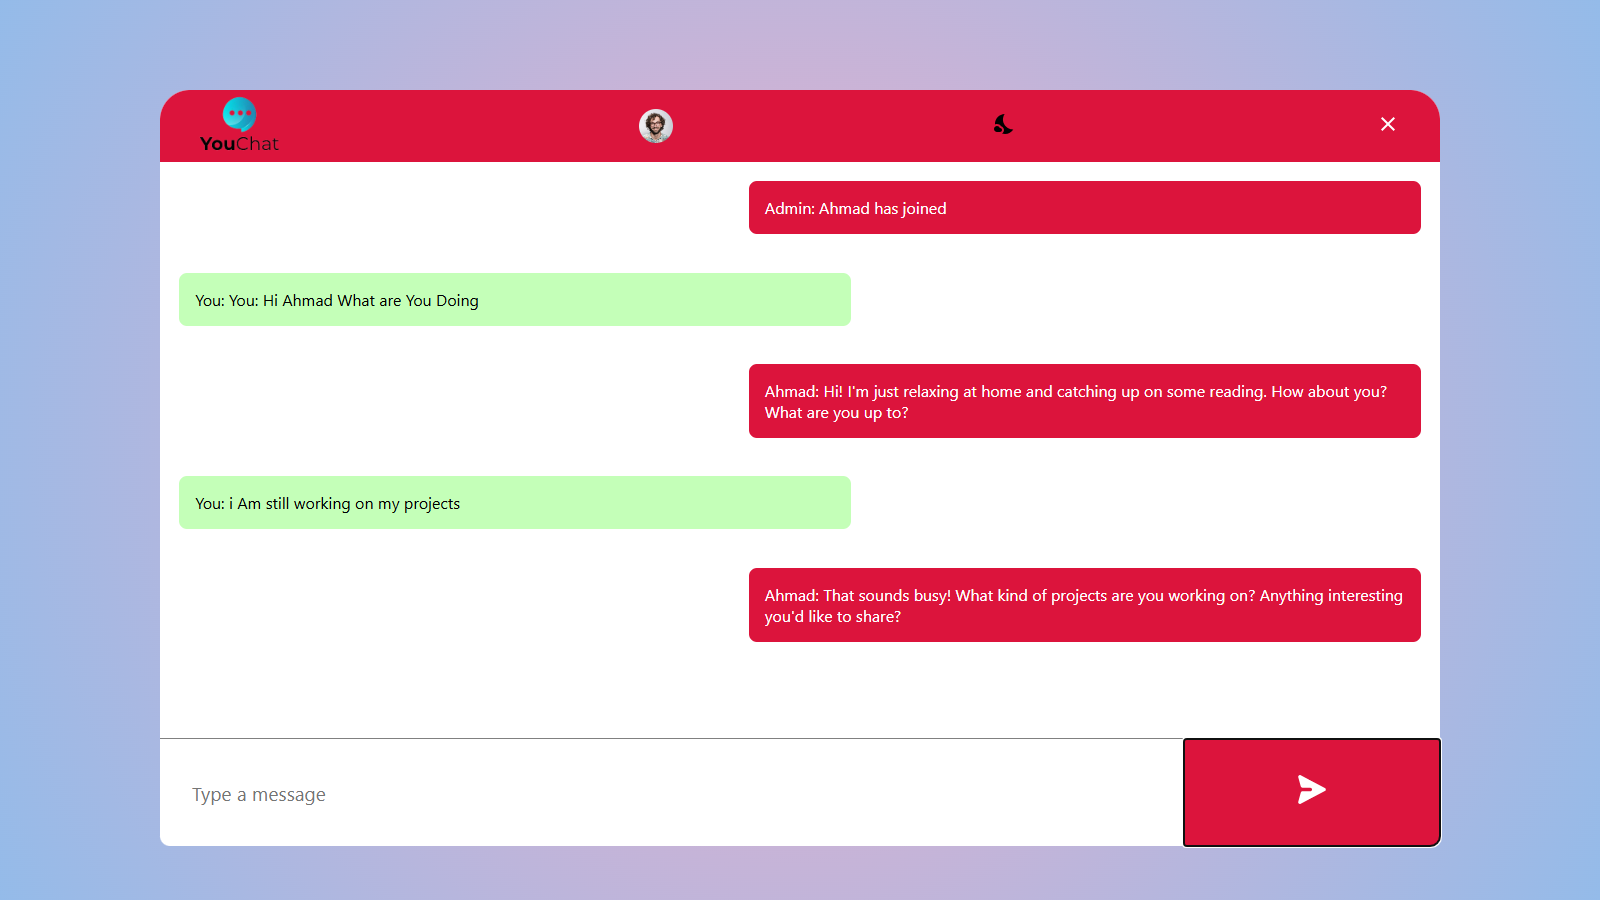 YouChat
Admin: Ahmad has joined
You: You: Hi Ahmad What are You Doing
Ahmad: Hi! I'm just relaxing at home and catching up on some reading. How about you?
What are you up to?
You: i Am still working on my projects
Ahmad: That sounds busy! What kind of projects are you working on? Anything interesting
you'd like to share?
Type a message